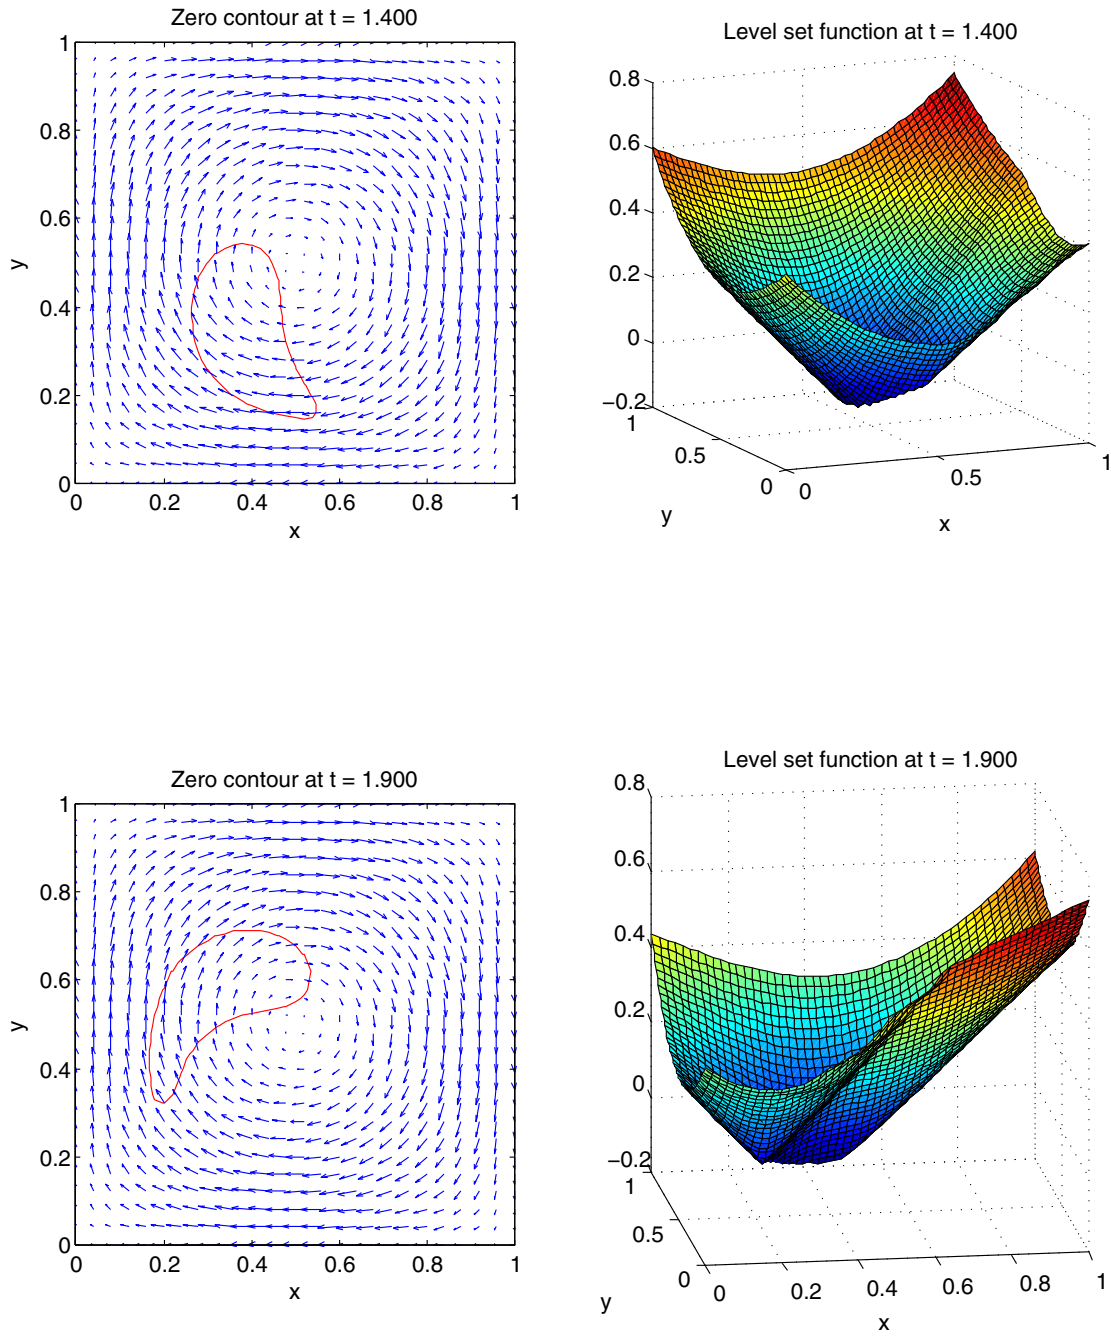 Zero contour at t = 1.400
1
0.8
0.6
0.4
0.2
0
y
0 0.2 0.4 0.6 0.8 1
x
Level set function at t = 1.400
0.8
0.6
0.4
0.2
0
−0.2
1
0.5
0
y
0
0.5
1
x
Zero contour at t = 1.900
1
0.8
0.6
0.4
0.2
0
y
0 0.2 0.4 0.6 0.8 1
x
Level set function at t = 1.900
0.8
0.6
0.4
0.2
0
−0.2
1
0.5
0
y
0 0.2 0.4 0.6 0.8 1
x